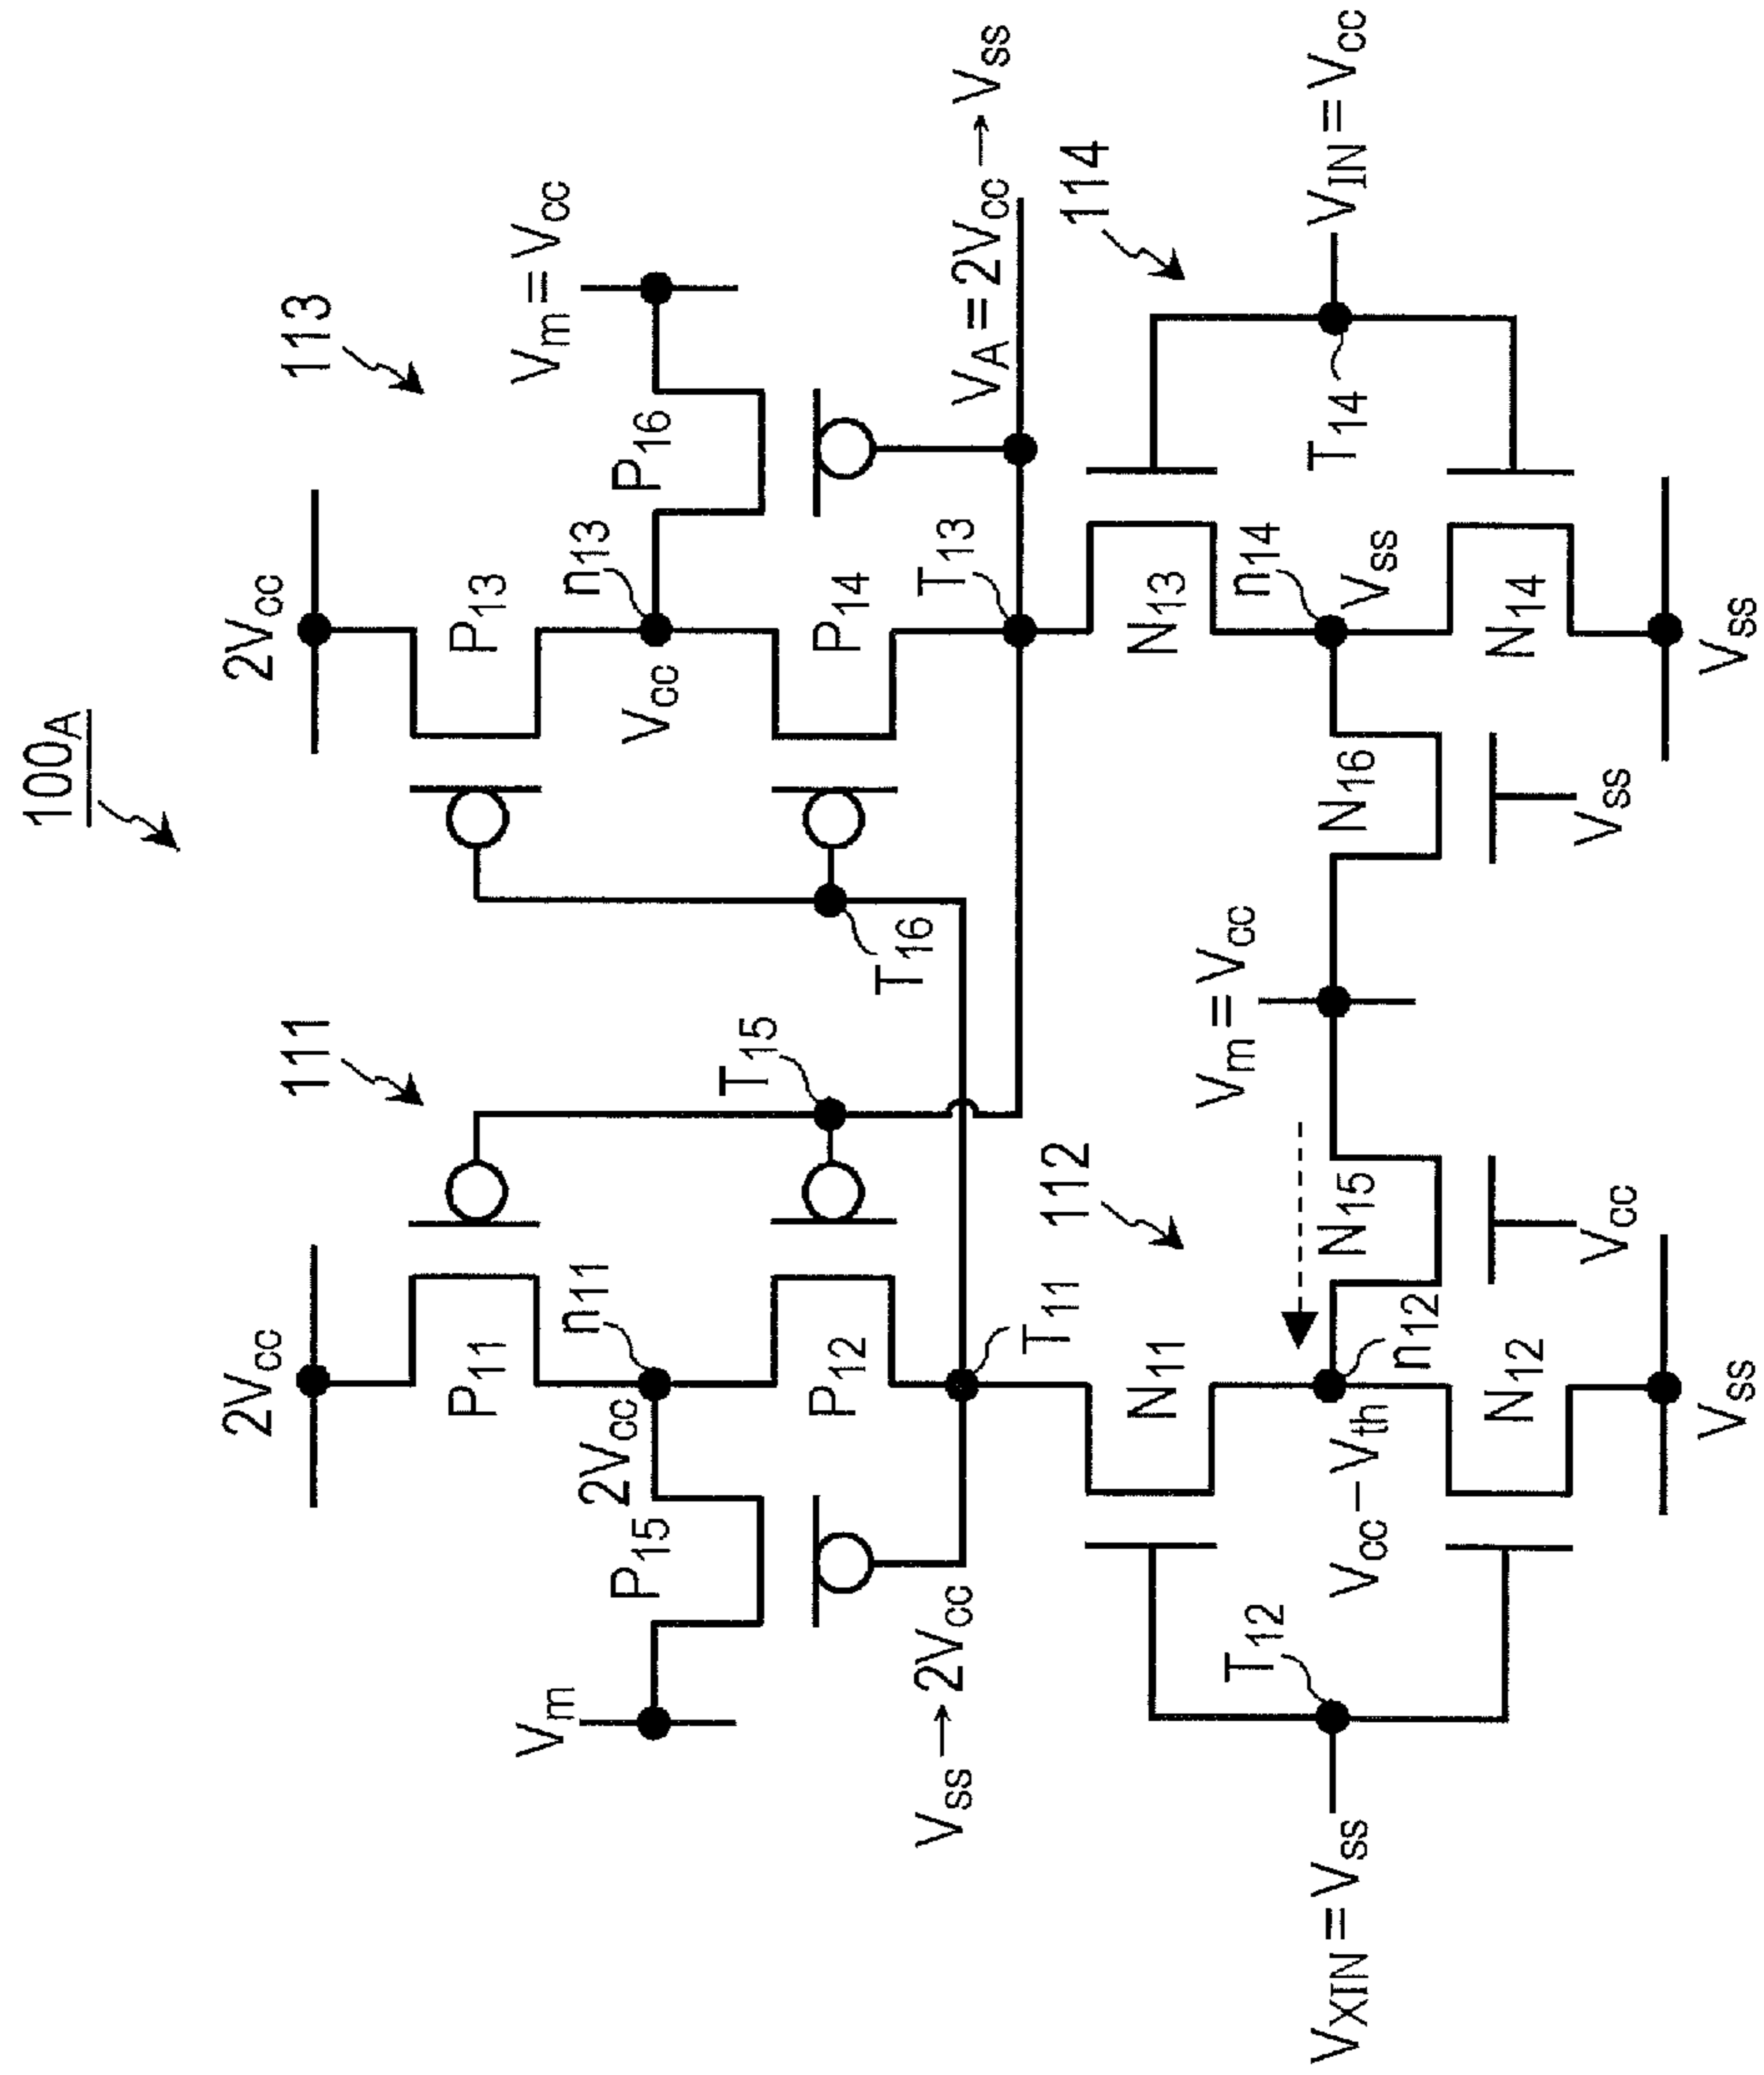 100A
111
113
2Vcc
2Vcc
P11
P13
Vm
P15
n11
2Vcc
n13
Vcc
P16
Vm=Vcc
T15
P12
T16
P14
Vss→2Vcc
T11
T13
VA=2Vcc→Vss
112
114
N11
N13
Vm=Vcc
VXIN=Vss
T12
Vcc−Vth
n12
N15
N16
n14
Vss
T14
VIN=Vcc
N12
N14
Vcc
Vss
Vss
Vss